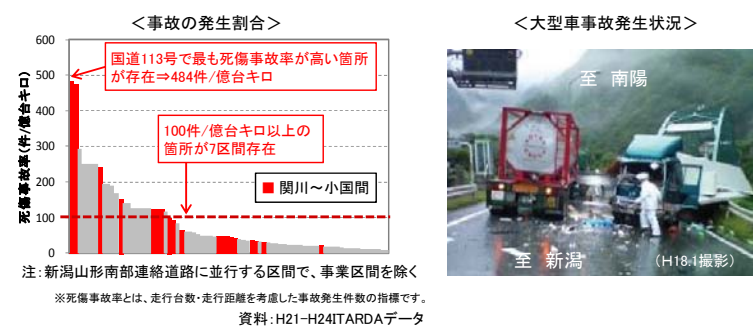 ＜事故の発生割合＞
死傷事故率(件/億台キロ)
600
500
400
300
200
100
0
国道113号で最も死傷事故率が高い箇所
が存在⇒484件/億台キロ
100件/億台キロ以上の
箇所が7区間存在
■ 関川～小国間
注：新潟山形南部連絡道路に並行する区間で、事業区間を除く
※死傷事故率とは、走行台数・走行距離を考慮した事故発生件数の指標です。
資料：H21-H24ITARDAデータ
＜大型車事故発生状況＞
至 南陽
至 新潟
（H18.1撮影）